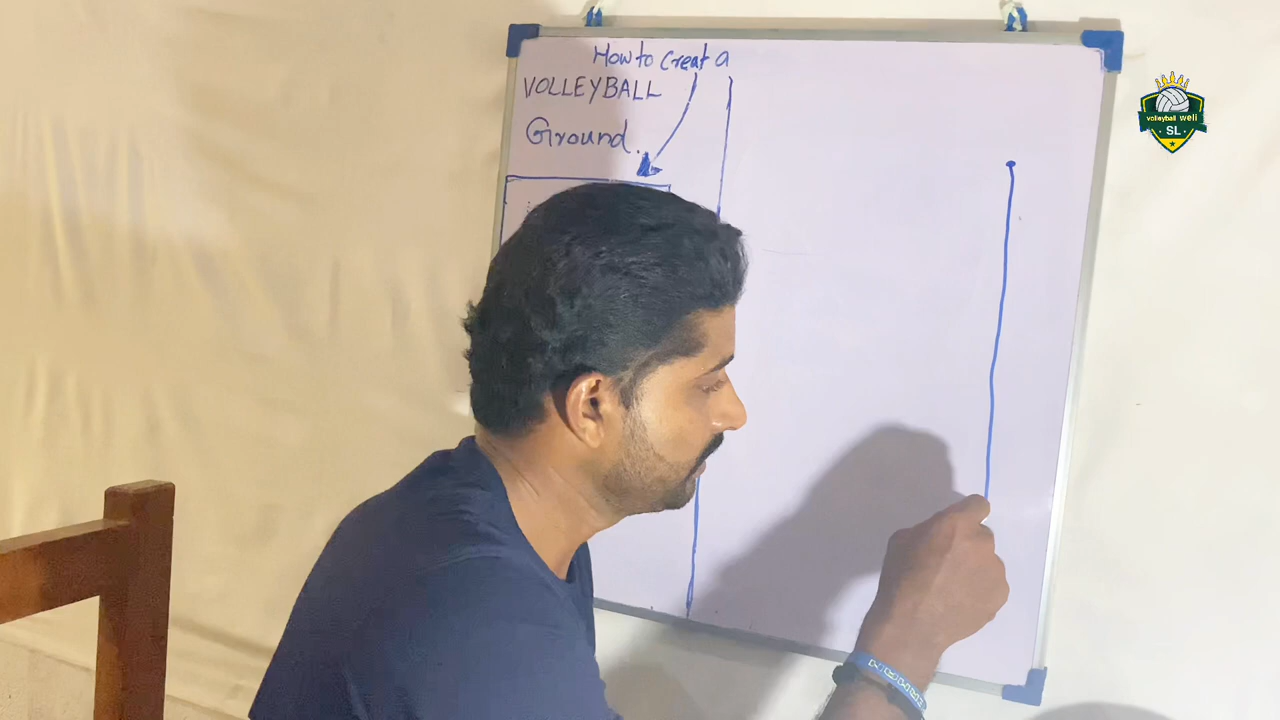 How to Creat a
VOLLEYBALL
Ground.
volleyball weli
SL